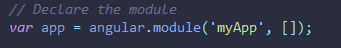 // Declare the module
var app = angular.module('myApp', []);